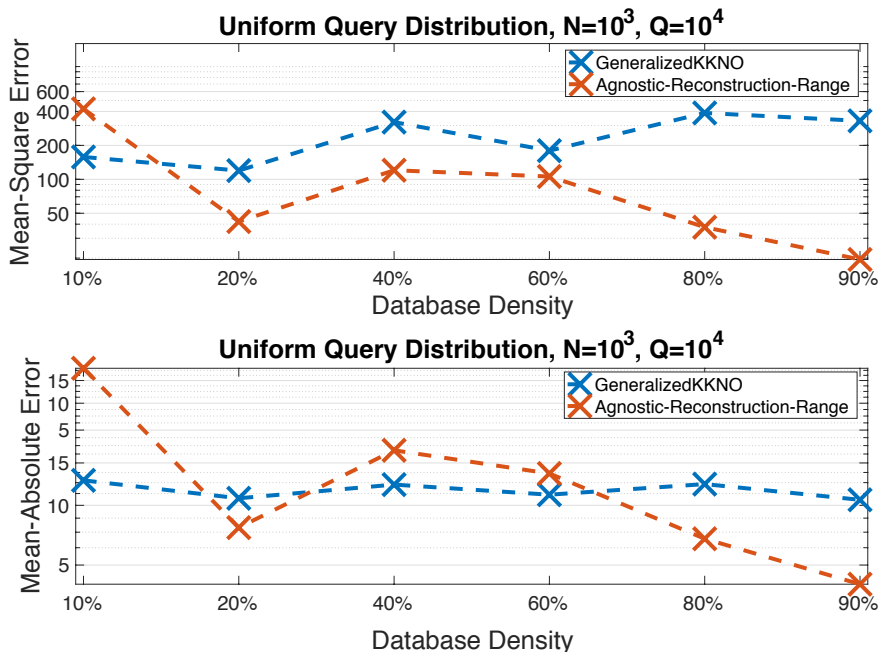 Uniform Query Distribution, N=10³, Q=10⁴
GeneralizedKKNO
Agnostic-Reconstruction-Range
Mean-Square Errror
600
400
200
100
50
10%
20%
40%
60%
80%
90%
Database Density
Uniform Query Distribution, N=10³, Q=10⁴
GeneralizedKKNO
Agnostic-Reconstruction-Range
Mean-Absolute Error
15
10
5
15
10
5
10%
20%
40%
60%
80%
90%
Database Density